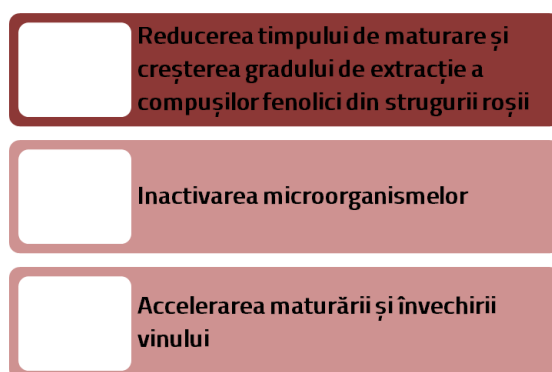 Reducerea timpului de maturare și
creșterea gradului de extracție a
compușilor fenolici din strugurii roșii
Inactivarea microorganismelor
Accelerarea maturării și învechirii
vinului